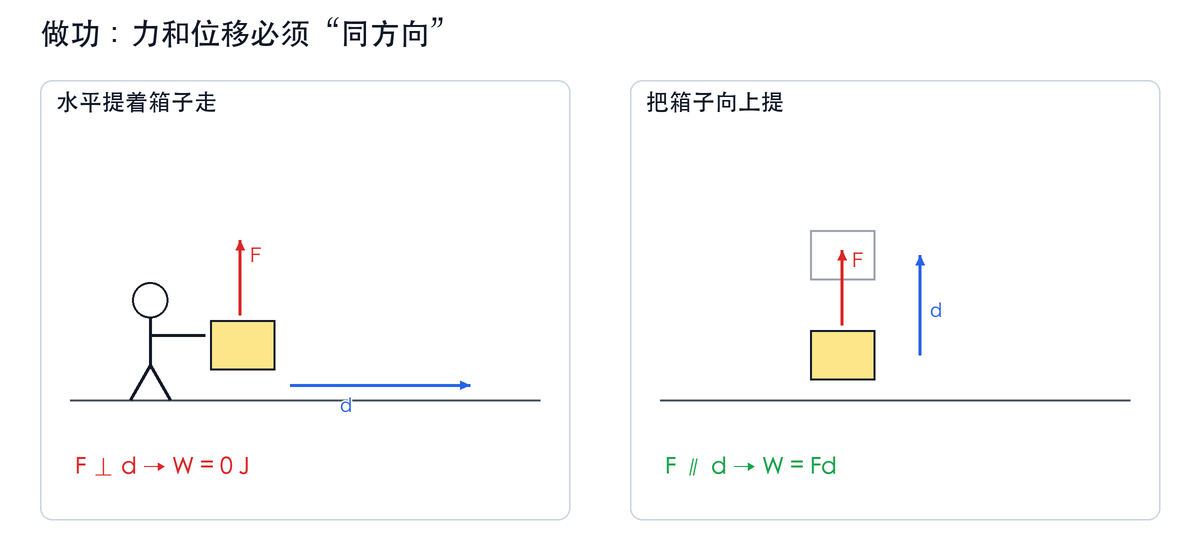 做功：力和位移必须“同方向”
水平提着箱子走
F
d
F ⊥ d → W = 0 J
把箱子向上提
F
d
F ∥ d → W = Fd